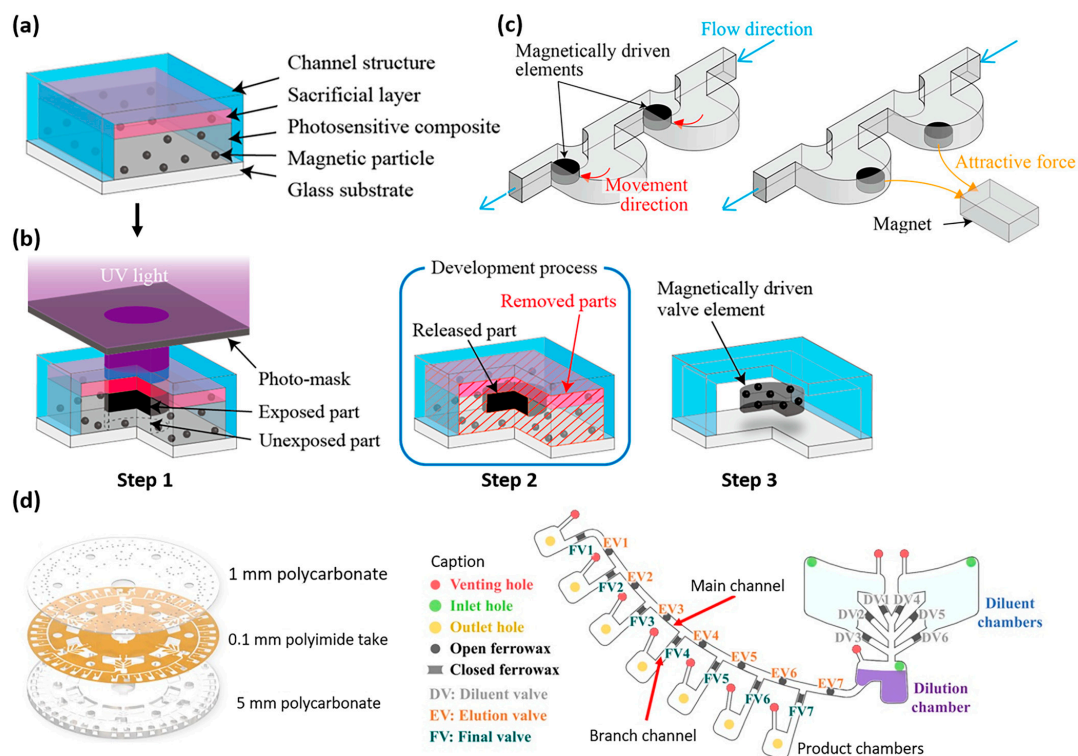 (a)
Channel structure
Sacrificial layer
Photosensitive composite
Magnetic particle
Glass substrate
(b)
UV light
Photo-mask
Exposed part
Unexposed part
Step 1
Development process
Removed parts
Released part
Step 2
Magnetically driven
valve element
Step 3
(c)
Magnetically driven
elements
Flow direction
Movement
direction
Attractive force
Magnet
(d)
1 mm polycarbonate
0.1 mm polyimide take
5 mm polycarbonate
Caption
Venting hole
Inlet hole
Outlet hole
Open ferrowax
Closed ferrowax
DV: Diluent valve
EV: Elution valve
FV: Final valve
FV1
EV1
FV2
EV2
FV3
EV3
FV4
EV4
FV5
EV5
FV6
EV6
FV7
EV7
Main channel
Branch channel
Product chambers
DV1
DV4
DV2
DV5
DV3
DV6
Diluent
chambers
Dilution
chamber